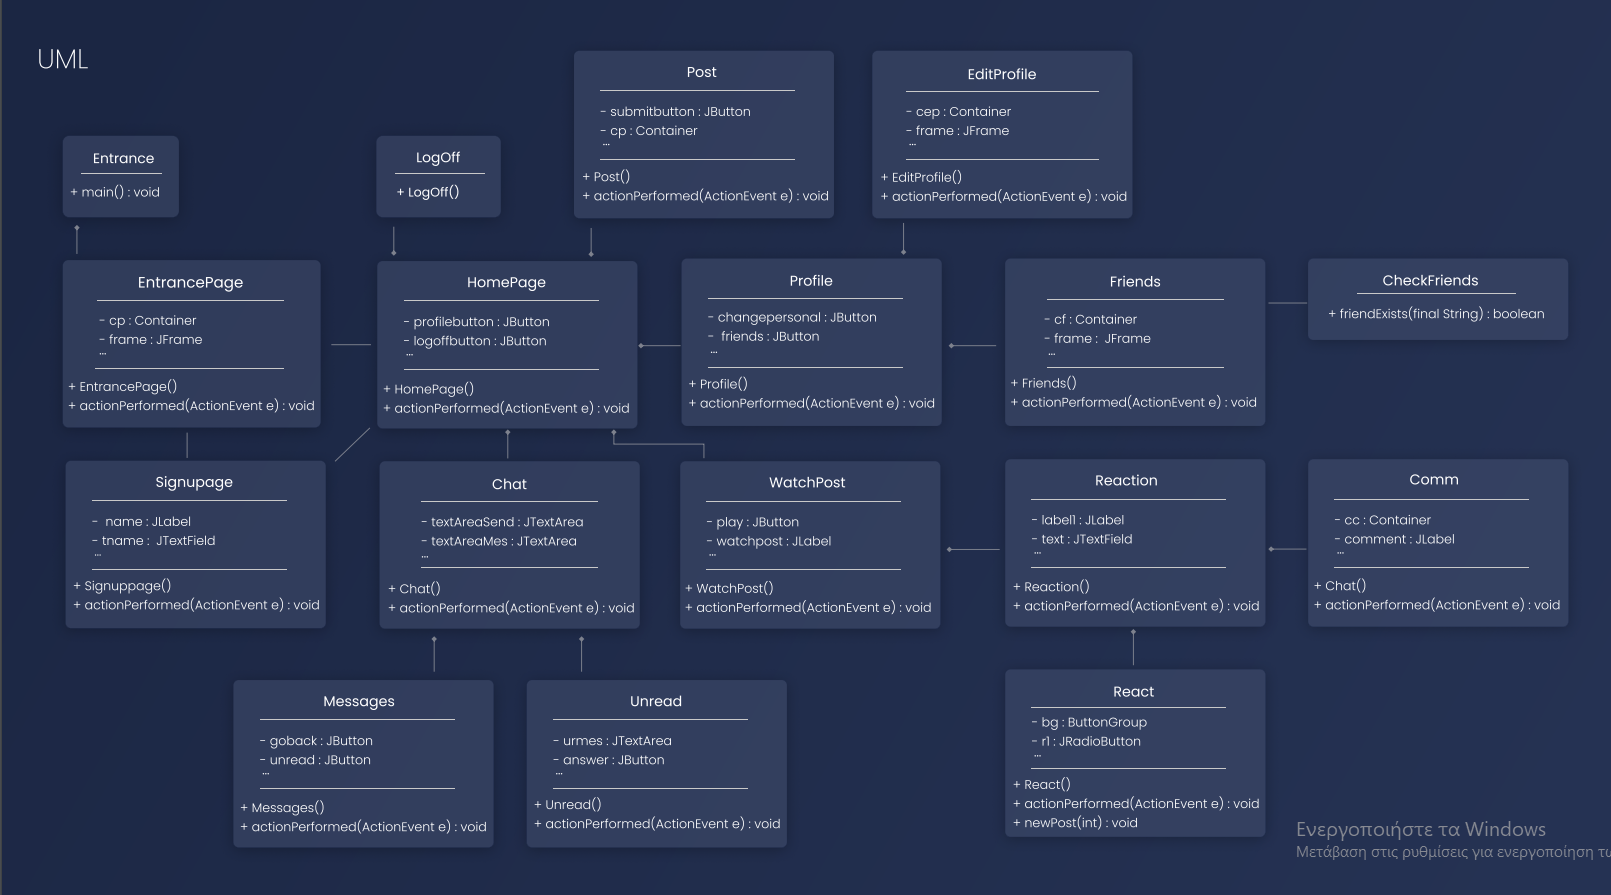 UML
Post
- submitbutton : JButton
- cp : Container
...
+ Post()
+ actionPerformed(ActionEvent e) : void
EditProfile
- cep : Container
- frame : JFrame
...
+ EditProfile()
+ actionPerformed(ActionEvent e) : void
Entrance
+ main() : void
LogOff
+ LogOff()
EntrancePage
- cp : Container
- frame : JFrame
...
+ EntrancePage()
+ actionPerformed(ActionEvent e) : void
HomePage
- profilebutton : JButton
- logoffbutton : JButton
...
+ HomePage()
+ actionPerformed(ActionEvent e) : void
Profile
- changepersonal : JButton
- friends : JButton
...
+ Profile()
+ actionPerformed(ActionEvent e) : void
Friends
- cf : Container
- frame : JFrame
...
+ Friends()
+ actionPerformed(ActionEvent e) : void
CheckFriends
+ friendExists(final String) : boolean
Signupage
- name : JLabel
- tname : JTextField
...
+ Signuppage()
+ actionPerformed(ActionEvent e) : void
Chat
- textAreaSend : JTextArea
- textAreaMes : JTextArea
...
+ Chat()
+ actionPerformed(ActionEvent e) : void
WatchPost
- play : JButton
- watchpost : JLabel
...
+ WatchPost()
+ actionPerformed(ActionEvent e) : void
Reaction
- label1 : JLabel
- text : JTextField
...
+ Reaction()
+ actionPerformed(ActionEvent e) : void
Comm
- cc : Container
- comment : JLabel
...
+ Chat()
+ actionPerformed(ActionEvent e) : void
Messages
- goback : JButton
- unread : JButton
...
+ Messages()
+ actionPerformed(ActionEvent e) : void
Unread
- urmes : JTextArea
- answer : JButton
...
+ Unread()
+ actionPerformed(ActionEvent e) : void
React
- bg : ButtonGroup
- r1 : JRadioButton
...
+ React()
+ actionPerformed(ActionEvent e) : void
+ newPost(int) : void
Ενεργοποιήστε τα Windows
Μετάβαση στις ρυθμίσεις για ενεργοποίηση